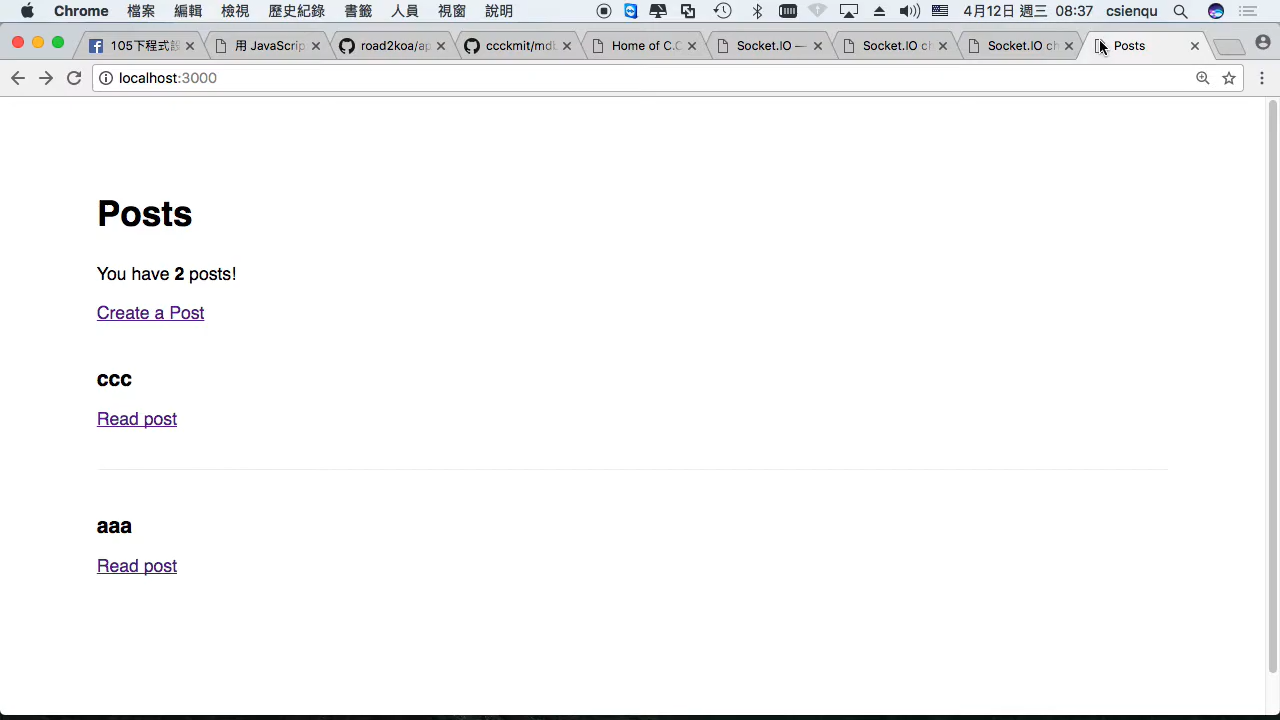 Chrome 檔案 編輯 檢視 歷史紀錄 書籤 人員 視窗 說明 4月12日 週三 08:37 csienqu
105下程式設 用 JavaScrip road2koa/ap ccckmit/mdb Home of C.C Socket.IO — Socket.IO ch Socket.IO ch Posts
localhost:3000
Posts
You have 2 posts!
Create a Post
ccc
Read post
aaa
Read post